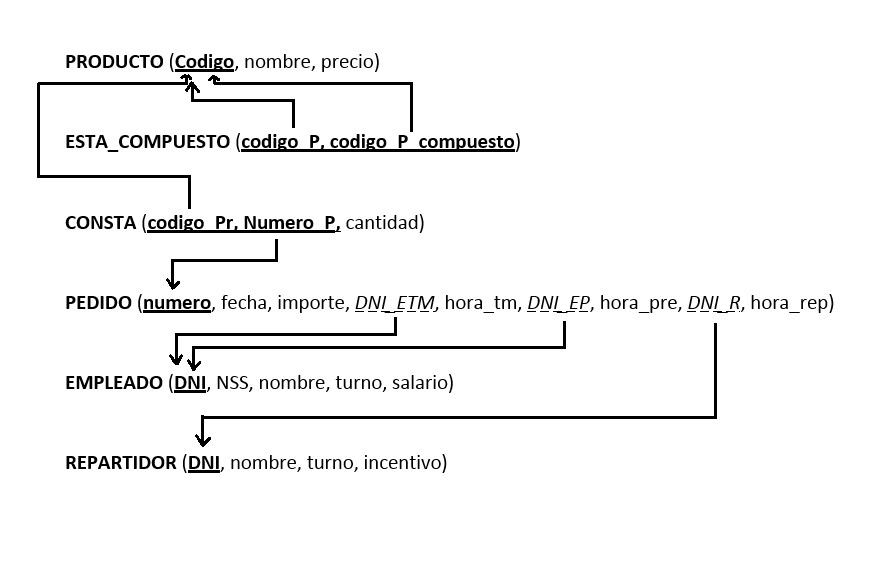 PRODUCTO (Codigo, nombre, precio)
ESTA_COMPUESTO (codigo_P, codigo_P_compuesto)
CONSTA (codigo_Pr, Numero_P, cantidad)
PEDIDO (numero, fecha, importe, DNI_ETM, hora_tm, DNI_EP, hora_pre, DNI_R, hora_rep)
EMPLEADO (DNI, NSS, nombre, turno, salario)
REPARTIDOR (DNI, nombre, turno, incentivo)